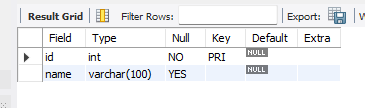 Result Grid Filter Rows: Export: W
Field Type Null Key Default Extra
id int NO PRI NULL
name varchar(100) YES NULL